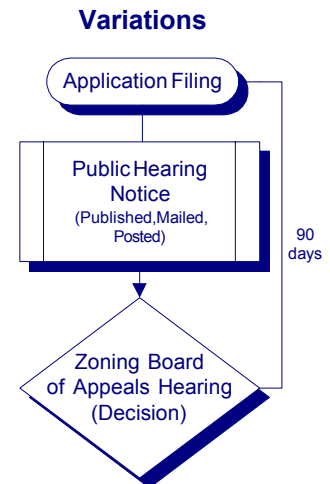 Variations
Application Filing
Public Hearing
Notice
(Published,Mailed,
Posted)
90
days
Zoning Board
of Appeals Hearing
(Decision)